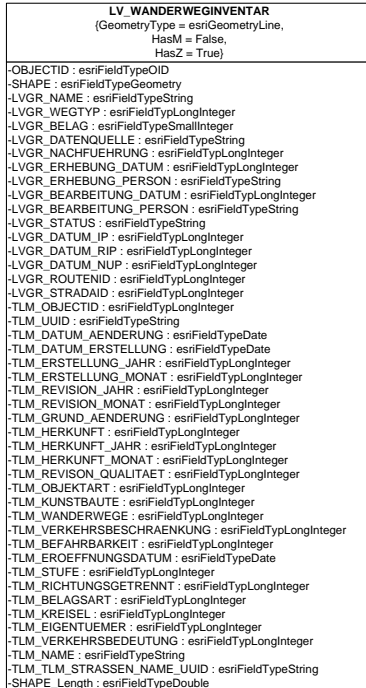 LV_WANDERWEGINVENTAR
{GeometryType = esriGeometryLine,
HasM = False,
HasZ = True}
-OBJECTID : esriFieldTypeOID
-SHAPE : esriFieldTypeGeometry
-LVGR_NAME : esriFieldTypeString
-LVGR_WEGTYP : esriFieldTypLongInteger
-LVGR_BELAG : esriFieldTypeSmallInteger
-LVGR_DATENQUELLE : esriFieldTypeString
-LVGR_NACHFUEHRUNG : esriFieldTypLongInteger
-LVGR_ERHEBUNG_DATUM : esriFieldTypLongInteger
-LVGR_ERHEBUNG_PERSON : esriFieldTypeString
-LVGR_BEARBEITUNG_DATUM : esriFieldTypLongInteger
-LVGR_BEARBEITUNG_PERSON : esriFieldTypeString
-LVGR_STATUS : esriFieldTypeString
-LVGR_DATUM_IP : esriFieldTypLongInteger
-LVGR_DATUM_RIP : esriFieldTypLongInteger
-LVGR_DATUM_NUP : esriFieldTypLongInteger
-LVGR_ROUTENID : esriFieldTypLongInteger
-LVGR_STRADAID : esriFieldTypLongInteger
-TLM_OBJECTID : esriFieldTypLongInteger
-TLM_UUID : esriFieldTypeString
-TLM_DATUM_AENDERUNG : esriFieldTypeDate
-TLM_DATUM_ERSTELLUNG : esriFieldTypeDate
-TLM_ERSTELLUNG_JAHR : esriFieldTypLongInteger
-TLM_ERSTELLUNG_MONAT : esriFieldTypLongInteger
-TLM_REVISION_JAHR : esriFieldTypLongInteger
-TLM_REVISION_MONAT : esriFieldTypLongInteger
-TLM_GRUND_AENDERUNG : esriFieldTypLongInteger
-TLM_HERKUNFT : esriFieldTypLongInteger
-TLM_HERKUNFT_JAHR : esriFieldTypLongInteger
-TLM_HERKUNFT_MONAT : esriFieldTypLongInteger
-TLM_REVISON_QUALITAET : esriFieldTypLongInteger
-TLM_OBJEKTART : esriFieldTypLongInteger
-TLM_KUNSTBAUTE : esriFieldTypLongInteger
-TLM_WANDERWEGE : esriFieldTypLongInteger
-TLM_VERKEHRSBESCHRAENKUNG : esriFieldTypLongInteger
-TLM_BEFAHRBARKEIT : esriFieldTypLongInteger
-TLM_EROEFFNUNGSDATUM : esriFieldTypeDate
-TLM_STUFE : esriFieldTypLongInteger
-TLM_RICHTUNGSGETRENNT : esriFieldTypLongInteger
-TLM_BELAGSART : esriFieldTypLongInteger
-TLM_KREISEL : esriFieldTypLongInteger
-TLM_EIGENTUEMER : esriFieldTypLongInteger
-TLM_VERKEHRSBEDEUTUNG : esriFieldTypLongInteger
-TLM_NAME : esriFieldTypeString
-TLM_TLM_STRASSEN_NAME_UUID : esriFieldTypeString
-SHAPE_Length : esriFieldTypeDouble